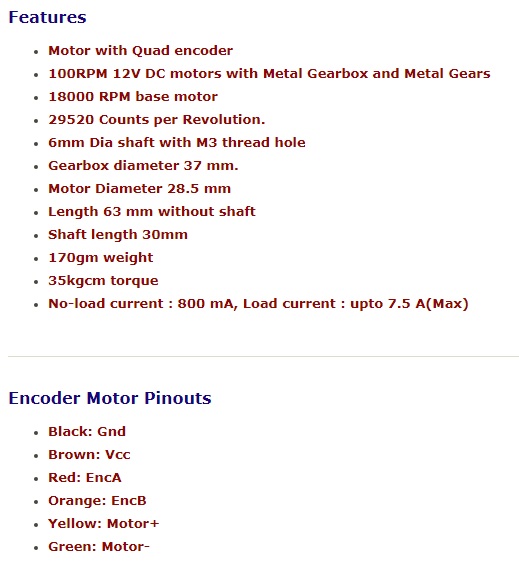 Features
Motor with Quad encoder
100RPM 12V DC motors with Metal Gearbox and Metal Gears
18000 RPM base motor
29520 Counts per Revolution.
6mm Dia shaft with M3 thread hole
Gearbox diameter 37 mm.
Motor Diameter 28.5 mm
Length 63 mm without shaft
Shaft length 30mm
170gm weight
35kgcm torque
No-load current : 800 mA, Load current : upto 7.5 A(Max)
Encoder Motor Pinouts
Black: Gnd
Brown: Vcc
Red: EncA
Orange: EncB
Yellow: Motor+
Green: Motor-